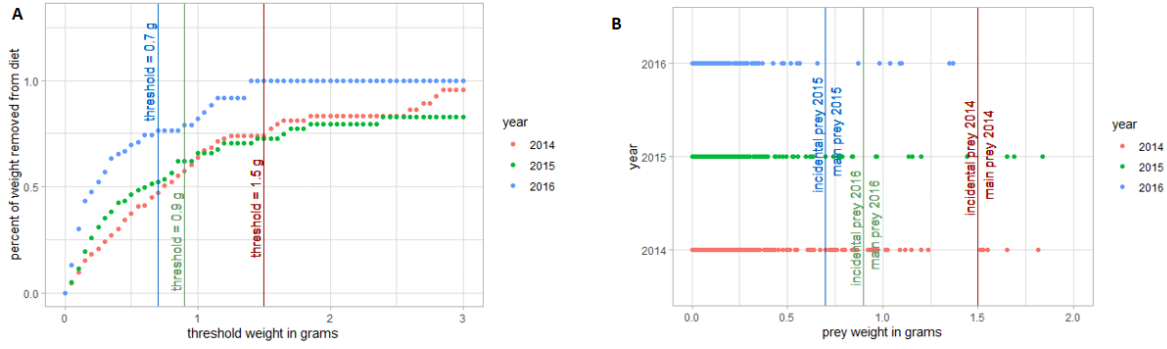 A
percent of weight removed from diet
1.0
0.5
0.0
threshold = 0.7 g
threshold = 0.9 g
threshold = 1.5 g
0
1
2
3
threshold weight in grams
year
2014
2015
2016
B
year
2016
2015
2014
incidental prey 2015
main prey 2015
incidental prey 2016
main prey 2016
incidental prey 2014
main prey 2014
0.0
0.5
1.0
1.5
2.0
prey weight in grams
year
2014
2015
2016